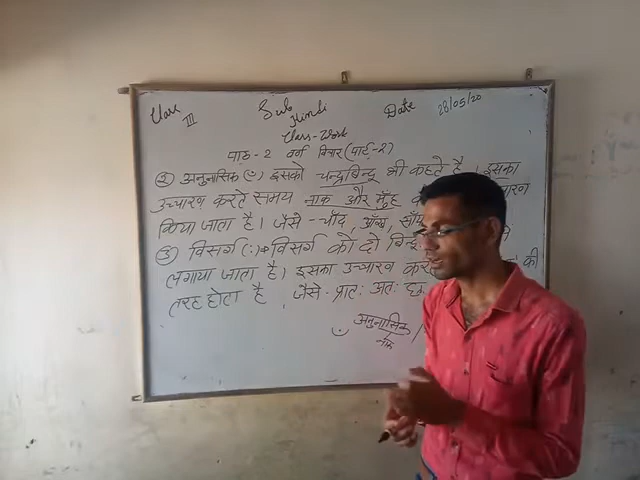 Class III Sub Hindi Date 28/05/20
Class-Work
पाठ-2 वर्ण विचार (पार्ट-2)
② अनुनासिक (ँ) इसको चन्द्रबिन्दू भी कहते है। इसका
उच्चारण करते समय नाक और मुँह
किया जाता है। जैसे - चाँद, आँख,
③ विसर्ग (:)→ विसर्ग को दो
लगाया जाता है। इसका उच्चारण की
तरह होता है, जैसे- प्रातः अतः
अनुनासिक